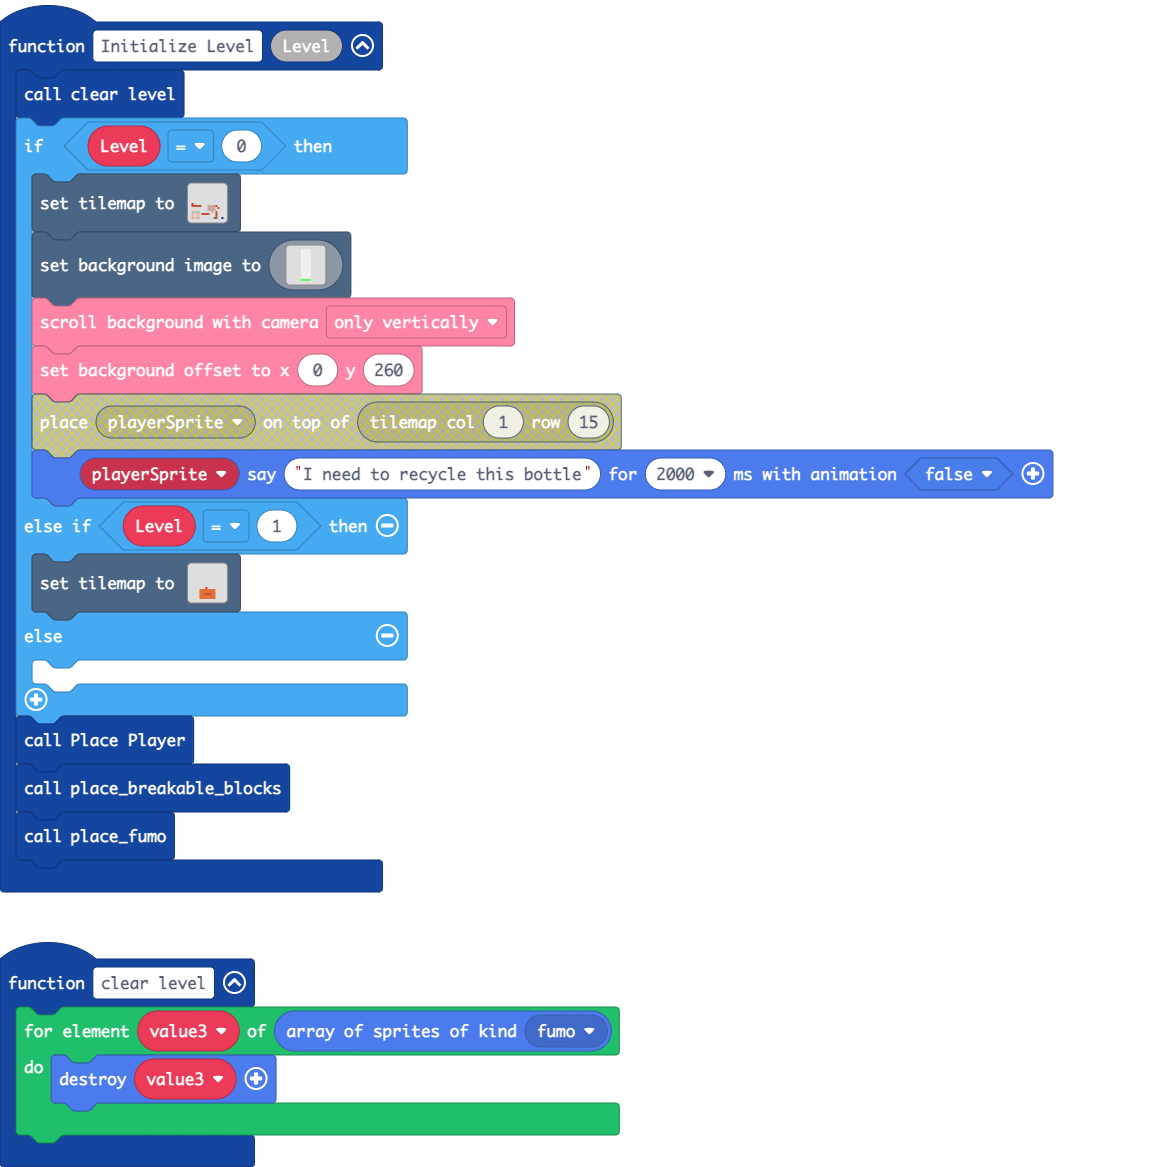 function Initialize Level Level
call clear level
if Level = 0 then
set tilemap to
set background image to
scroll background with camera only vertically
set background offset to x 0 y 260
place playerSprite on top of tilemap col 1 row 15
playerSprite say "I need to recycle this bottle" for 2000 ms with animation false
else if Level = 1 then
set tilemap to
else
call Place Player
call place_breakable_blocks
call place_fumo
function clear level
for element value3 of array of sprites of kind fumo
do
destroy value3